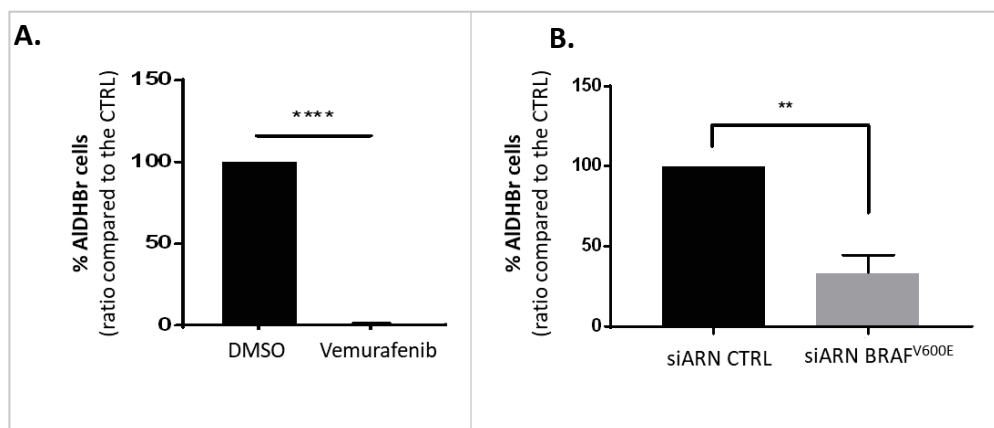 A.
% AlDHBr cells
(ratio compared to the CTRL)
150
100
50
0
****
DMSO
Vemurafenib
B.
% AlDHBr cells
(ratio compared to the CTRL)
150
100
50
0
**
siARN CTRL
siARN BRAFV600E